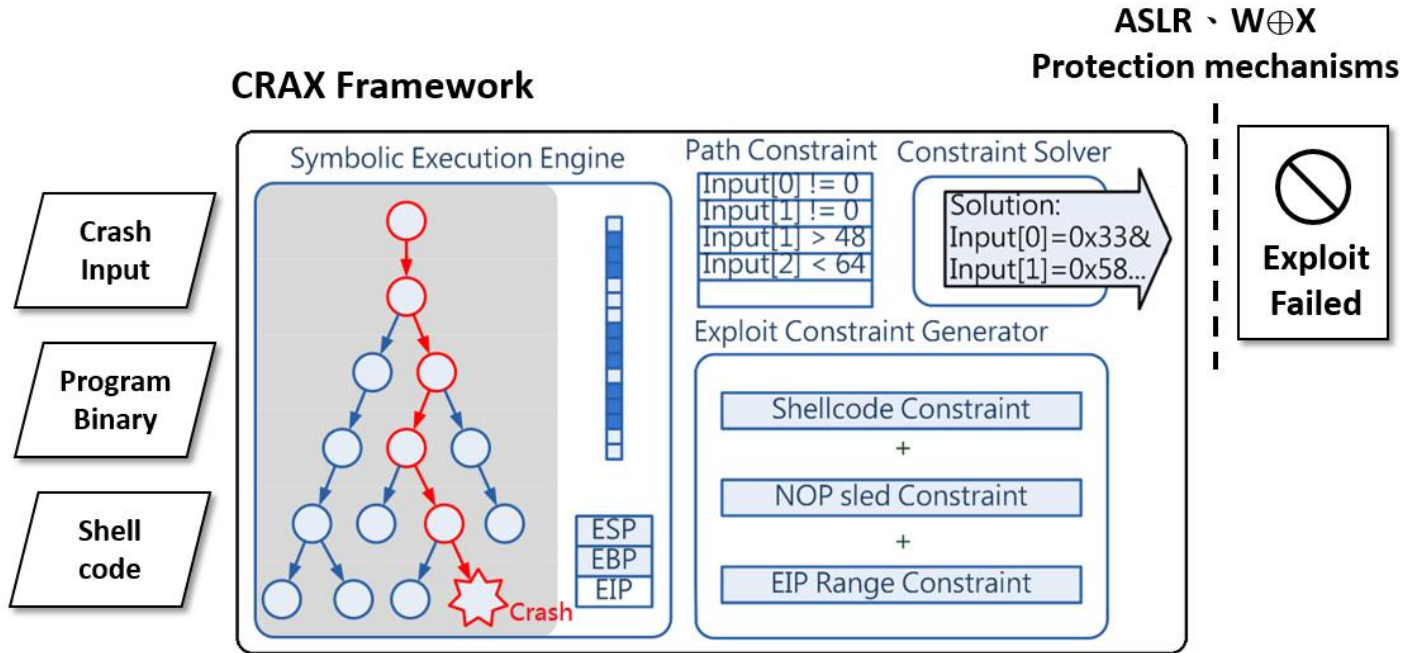 ASLR、W⊕X
Protection mechanisms
CRAX Framework
Crash
Input
Program
Binary
Shell
code
Symbolic Execution Engine
Crash
ESP
EBP
EIP
Path Constraint
Input[0] != 0
Input[1] != 0
Input[1] > 48
Input[2] < 64
Constraint Solver
Solution:
Input[0]=0x33&
Input[1]=0x58...
Exploit Constraint Generator
Shellcode Constraint
+
NOP sled Constraint
+
EIP Range Constraint
Exploit
Failed